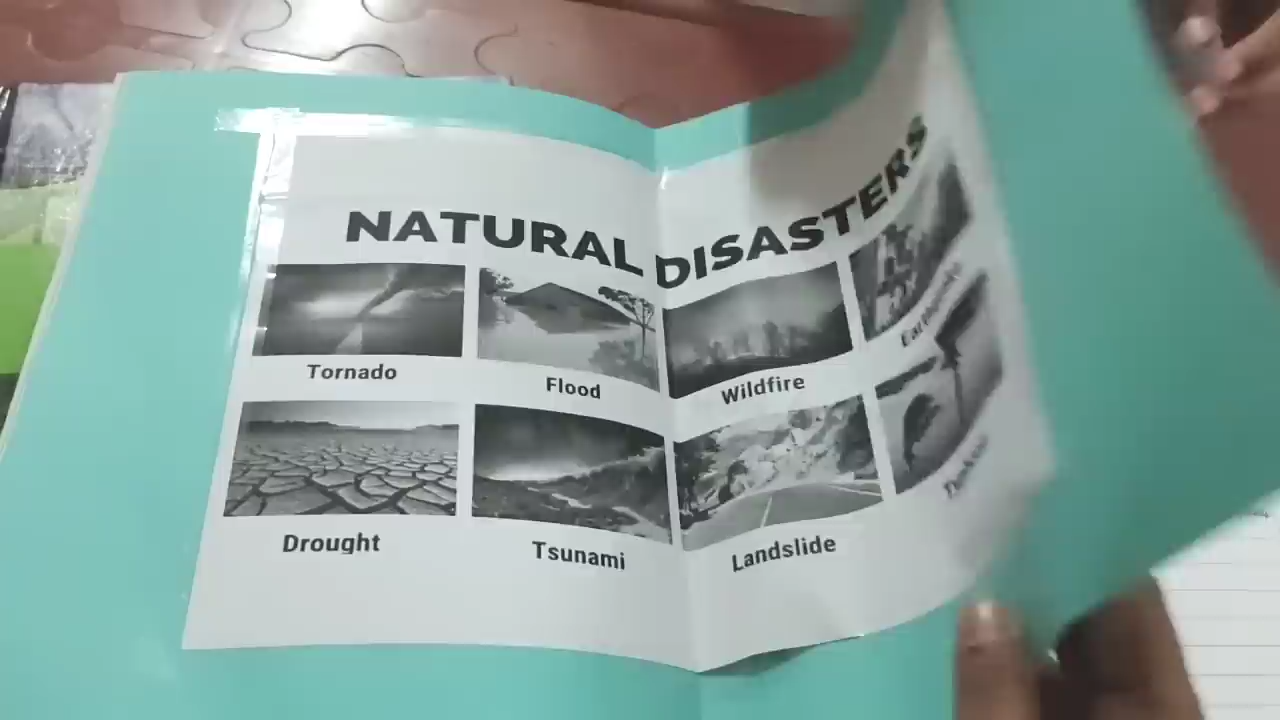 NATURAL DISASTERS
Tornado
Flood
Wildfire
Earthquake
Drought
Tsunami
Landslide